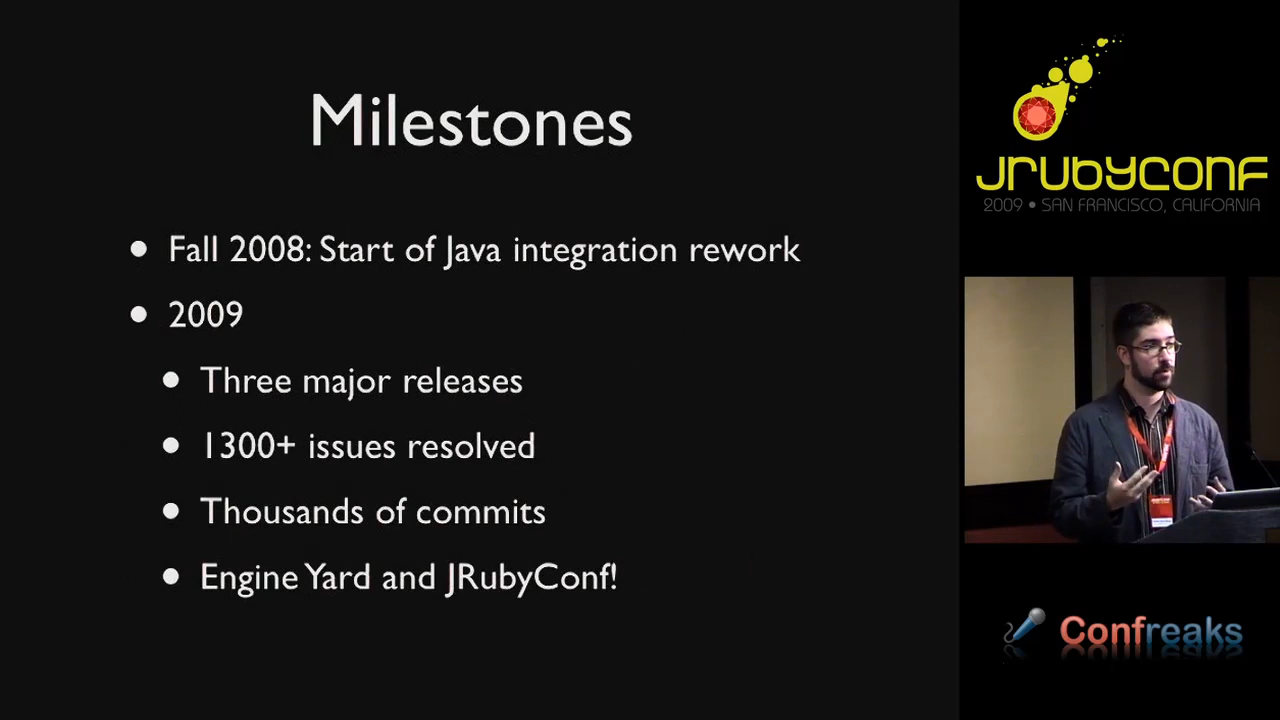 Milestones
• Fall 2008: Start of Java integration rework
• 2009
• Three major releases
• 1300+ issues resolved
• Thousands of commits
• Engine Yard and JRubyConf!
JRUBYCONF
2009 • SAN FRANCISCO, CALIFORNIA
Confreaks